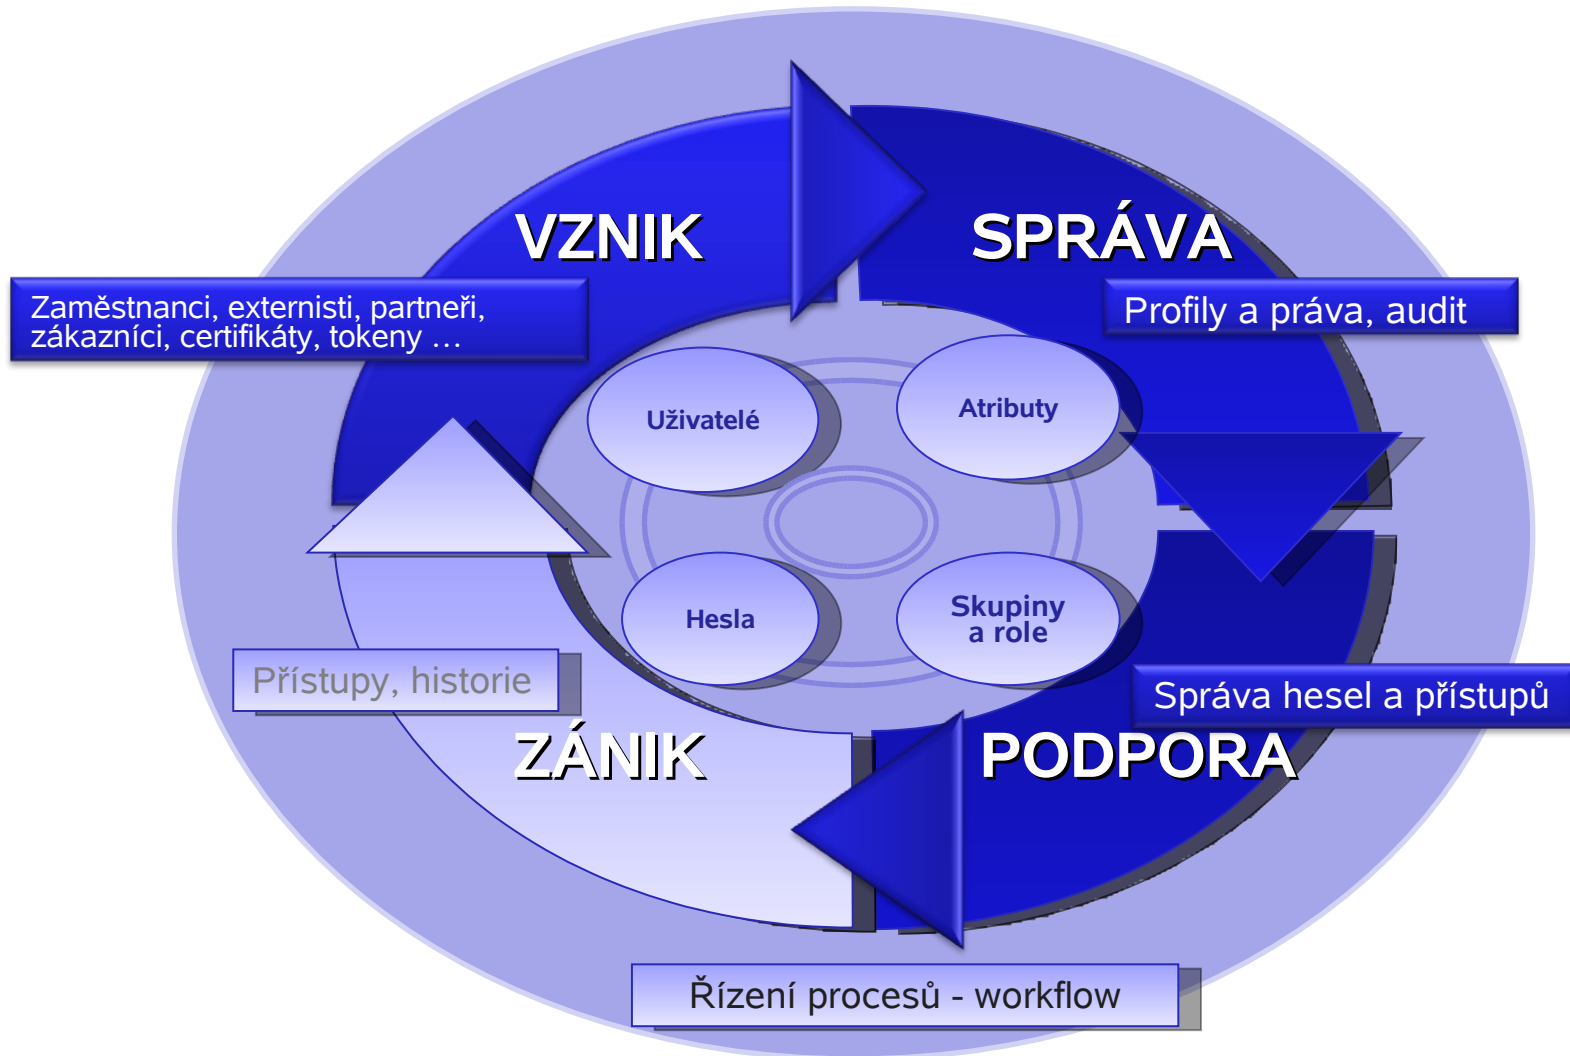 VZNIK
SPRÁVA
Zaměstnanci, externisti, partneři,
zákazníci, certifikáty, tokeny ...
Profily a práva, audit
Uživatelé
Atributy
Hesla
Skupiny
a role
Přístupy, historie
Správa hesel a přístupů
ZÁNIK
PODPORA
Řízení procesů - workflow